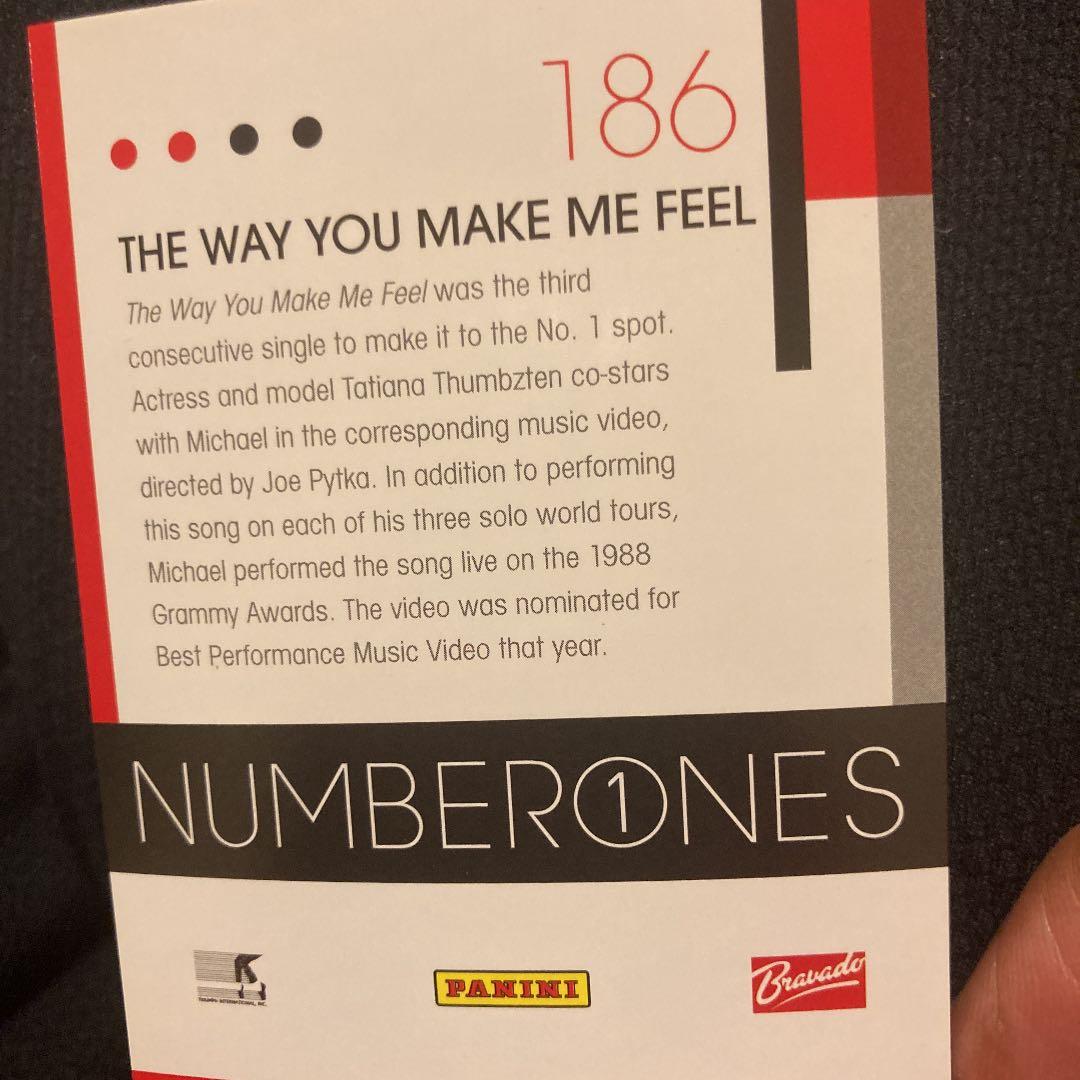 186
THE WAY YOU MAKE ME FEEL
The Way You Make Me Feel was the third
consecutive single to make it to the No. 1 spot.
Actress and model Tatiana Thumbzten co-stars
with Michael in the corresponding music video,
directed by Joe Pytka. In addition to performing
this song on each of his three solo world tours,
Michael performed the song live on the 1988
Grammy Awards. The video was nominated for
Best Performance Music Video that year.
NUMBER1ONES
TRIUMPH INTERNATIONAL, INC.
PANINI
Bravado